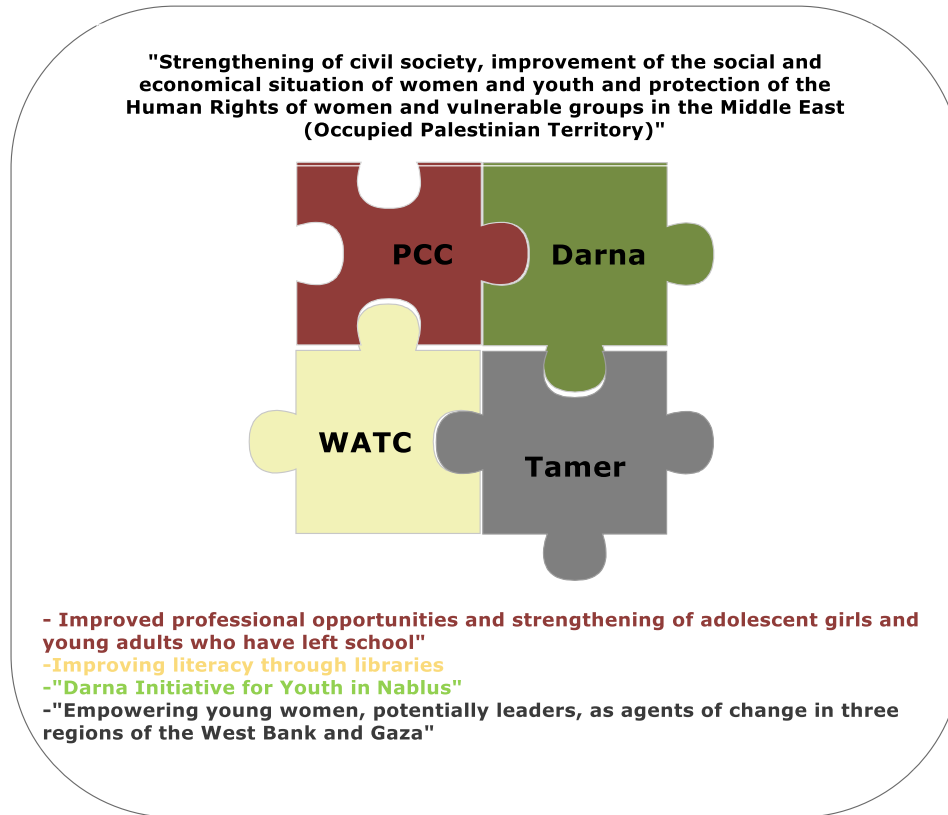 "Strengthening of civil society, improvement of the social and
economical situation of women and youth and protection of the
Human Rights of women and vulnerable groups in the Middle East
(Occupied Palestinian Territory)"
PCC
Darna
WATC
Tamer
- Improved professional opportunities and strengthening of adolescent girls and
young adults who have left school"
-Improving literacy through libraries
-"Darna Initiative for Youth in Nablus"
-"Empowering young women, potentially leaders, as agents of change in three
regions of the West Bank and Gaza"